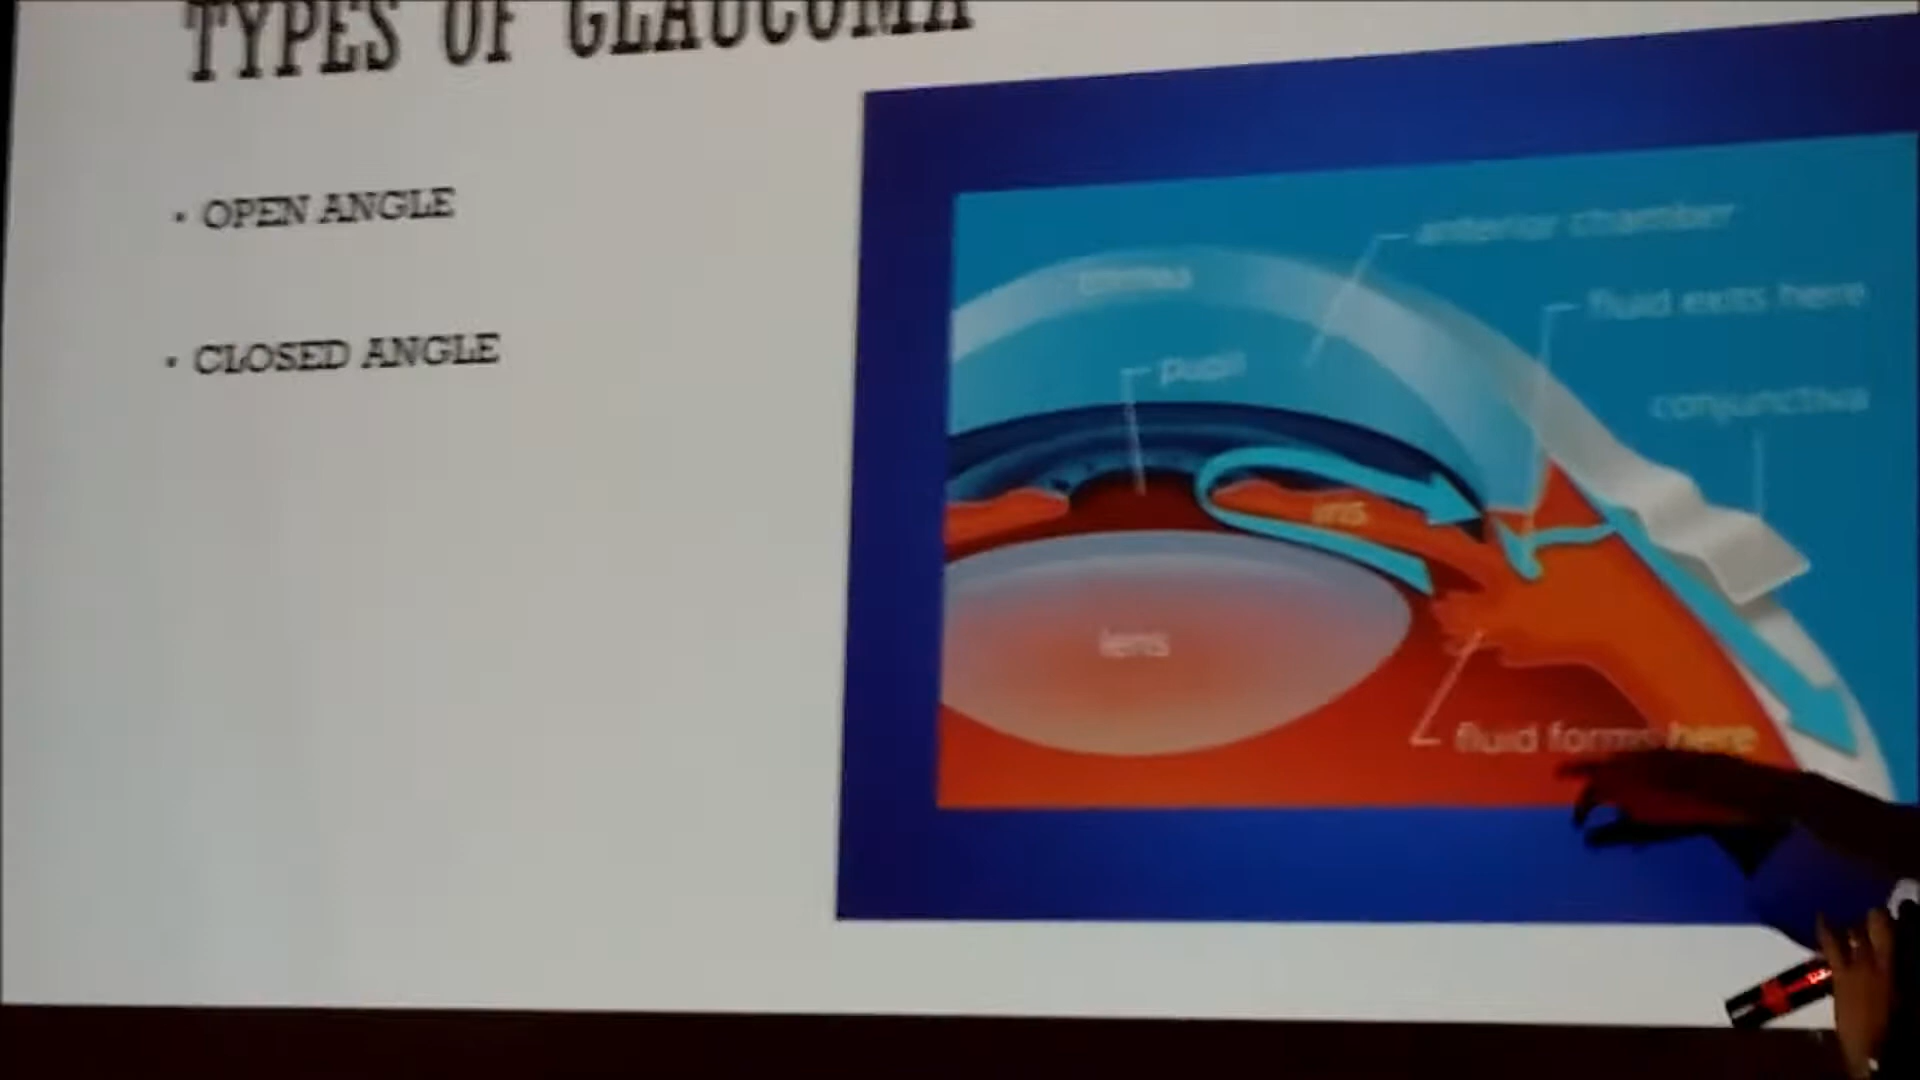 TYPES OF GLAUCOMA
• OPEN ANGLE
• CLOSED ANGLE
anterior chamber
cornea
fluid exits here
pupil
conjunctiva
iris
lens
fluid forms here